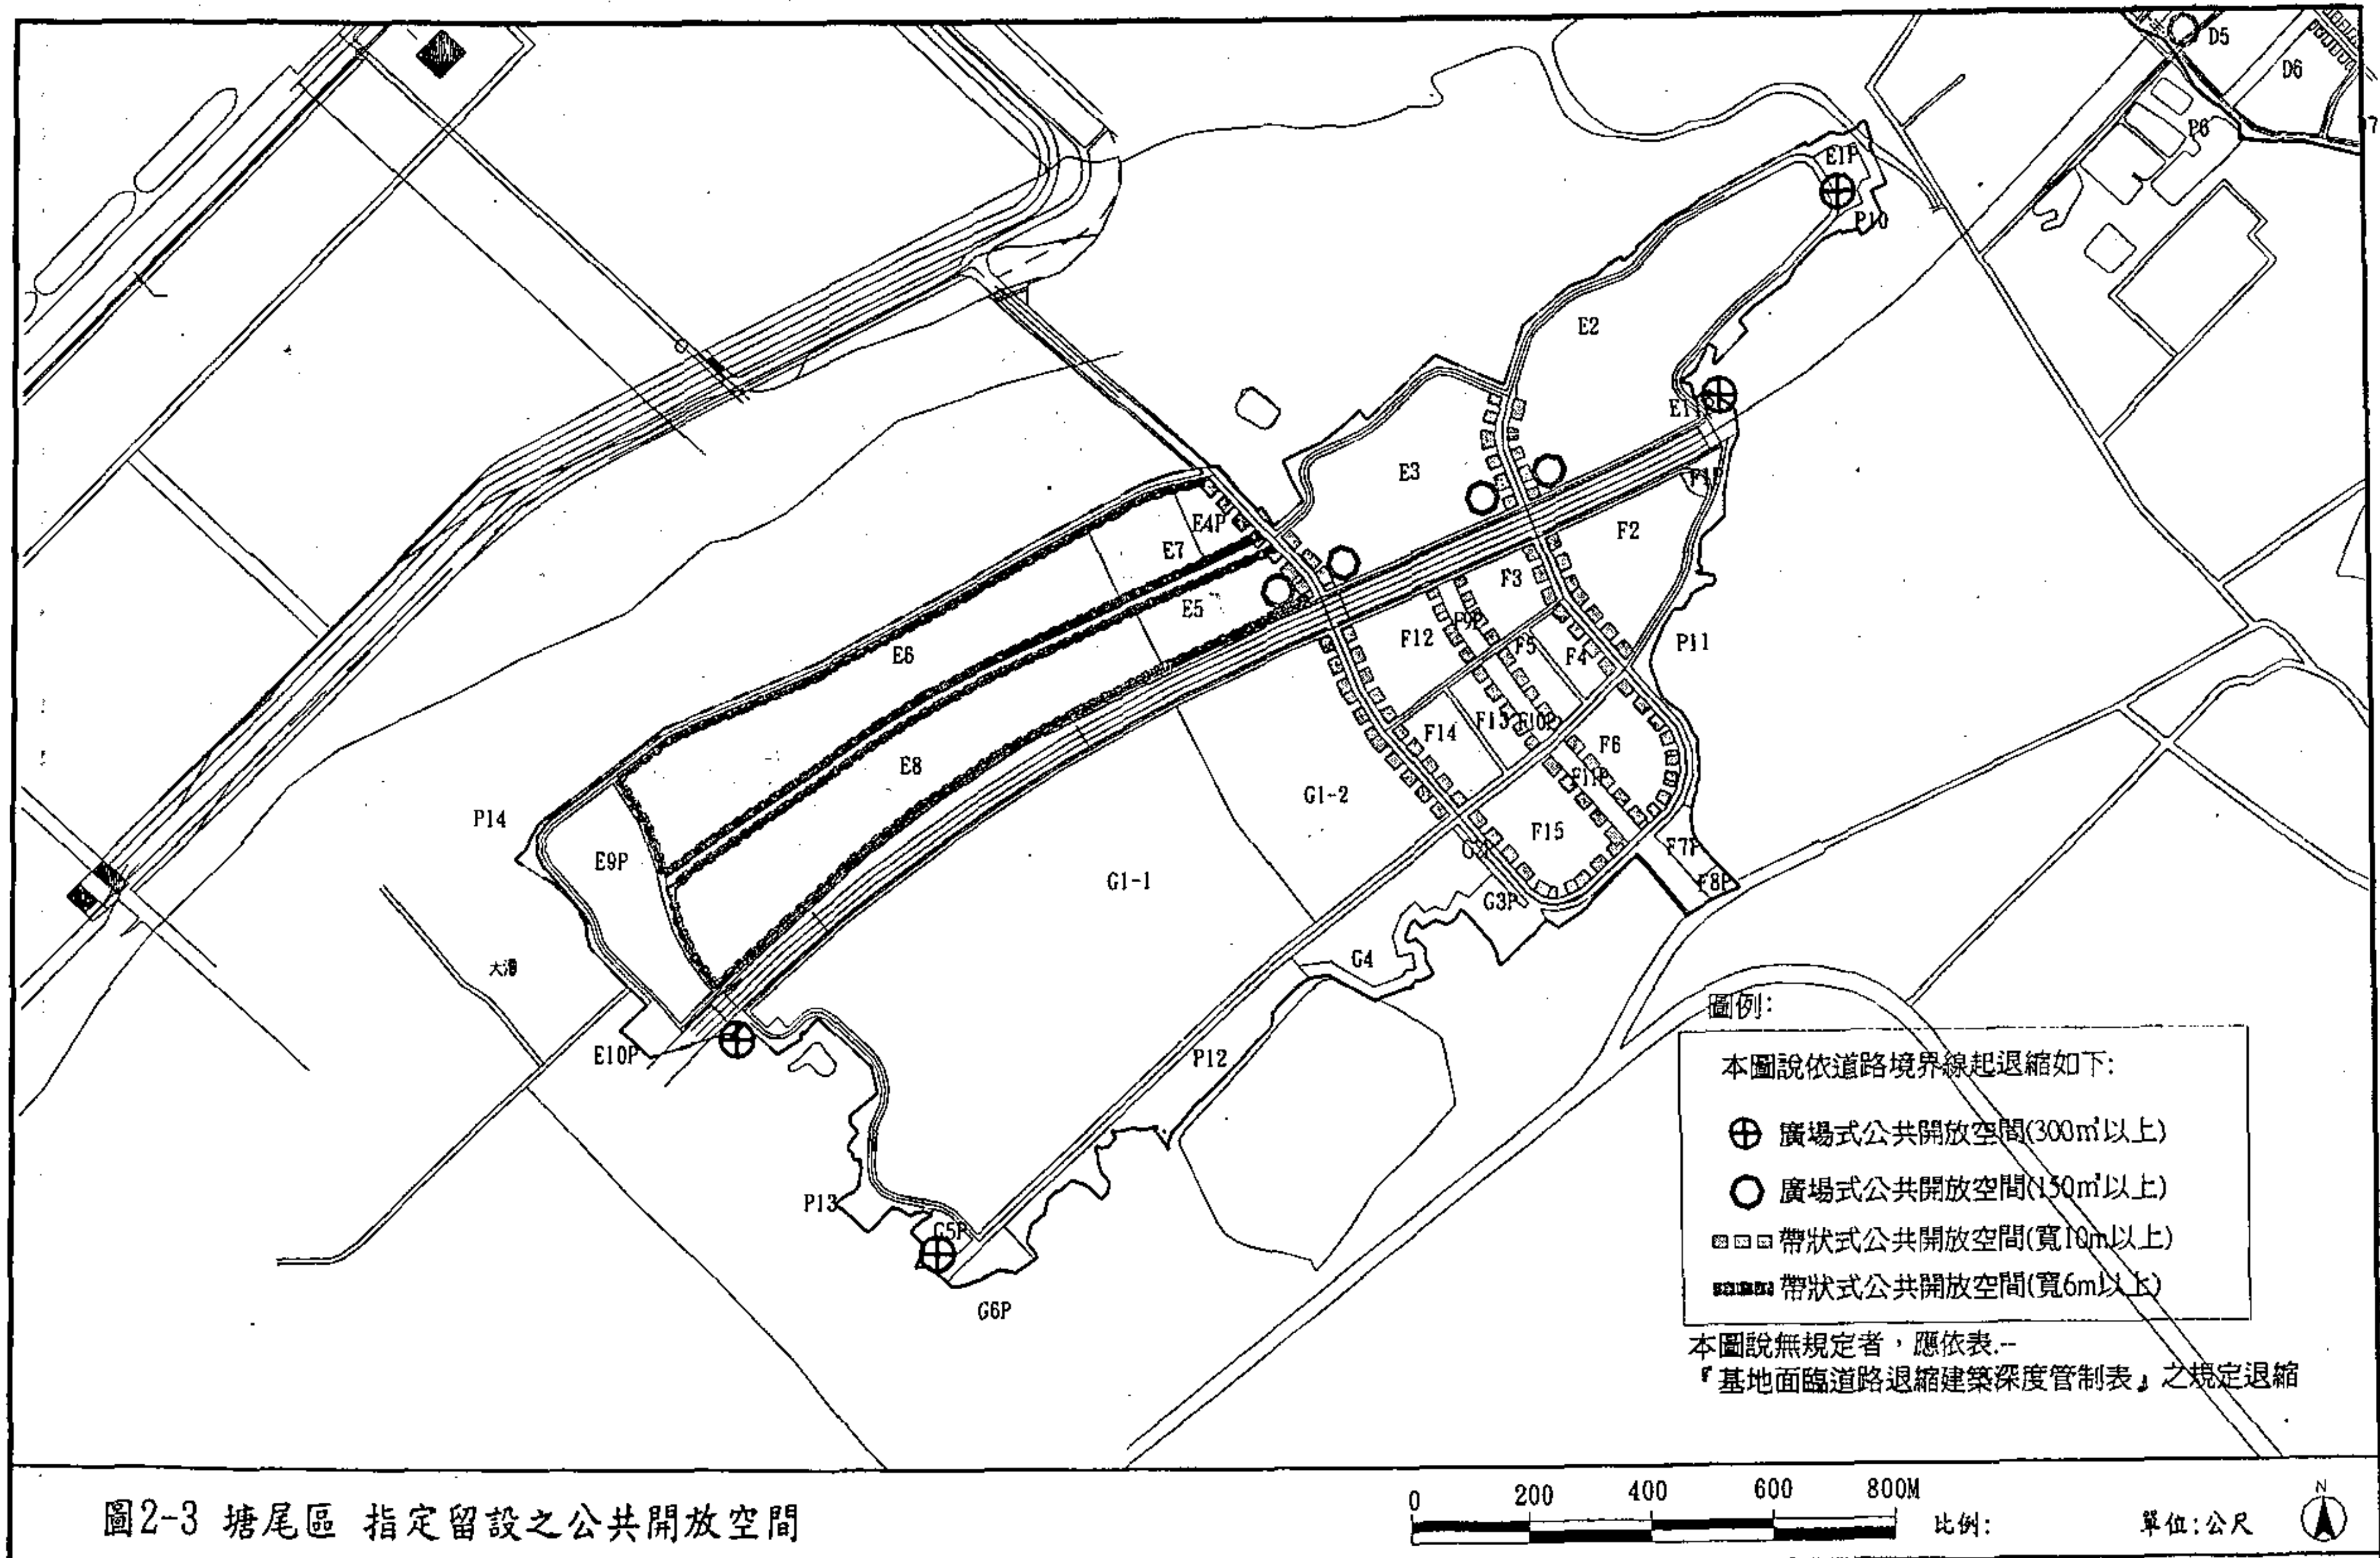 D5
D6
P6
E1P
P10
E2
E3
F2
E4P
E7
E5
F3
F12
F9P
F5
F4
P11
E6
E8
F14
F13
F10P
F6
F11P
G1-2
P14
E9P
F15
F7P
F8P
G1-1
G3P
G4
E10P
P12
P13
G5P
G6P
圖例:
本圖說依道路境界線起退縮如下:
廣場式公共開放空間(300㎡以上)
廣場式公共開放空間(150㎡以上)
帶狀式公共開放空間(寬10m以上)
帶狀式公共開放空間(寬6m以上)
本圖說無規定者，應依表--
『基地面臨道路退縮建築深度管制表』之規定退縮
圖2-3 塘尾區 指定留設之公共開放空間
0 200 400 600 800M
比例: 單位:公尺
N